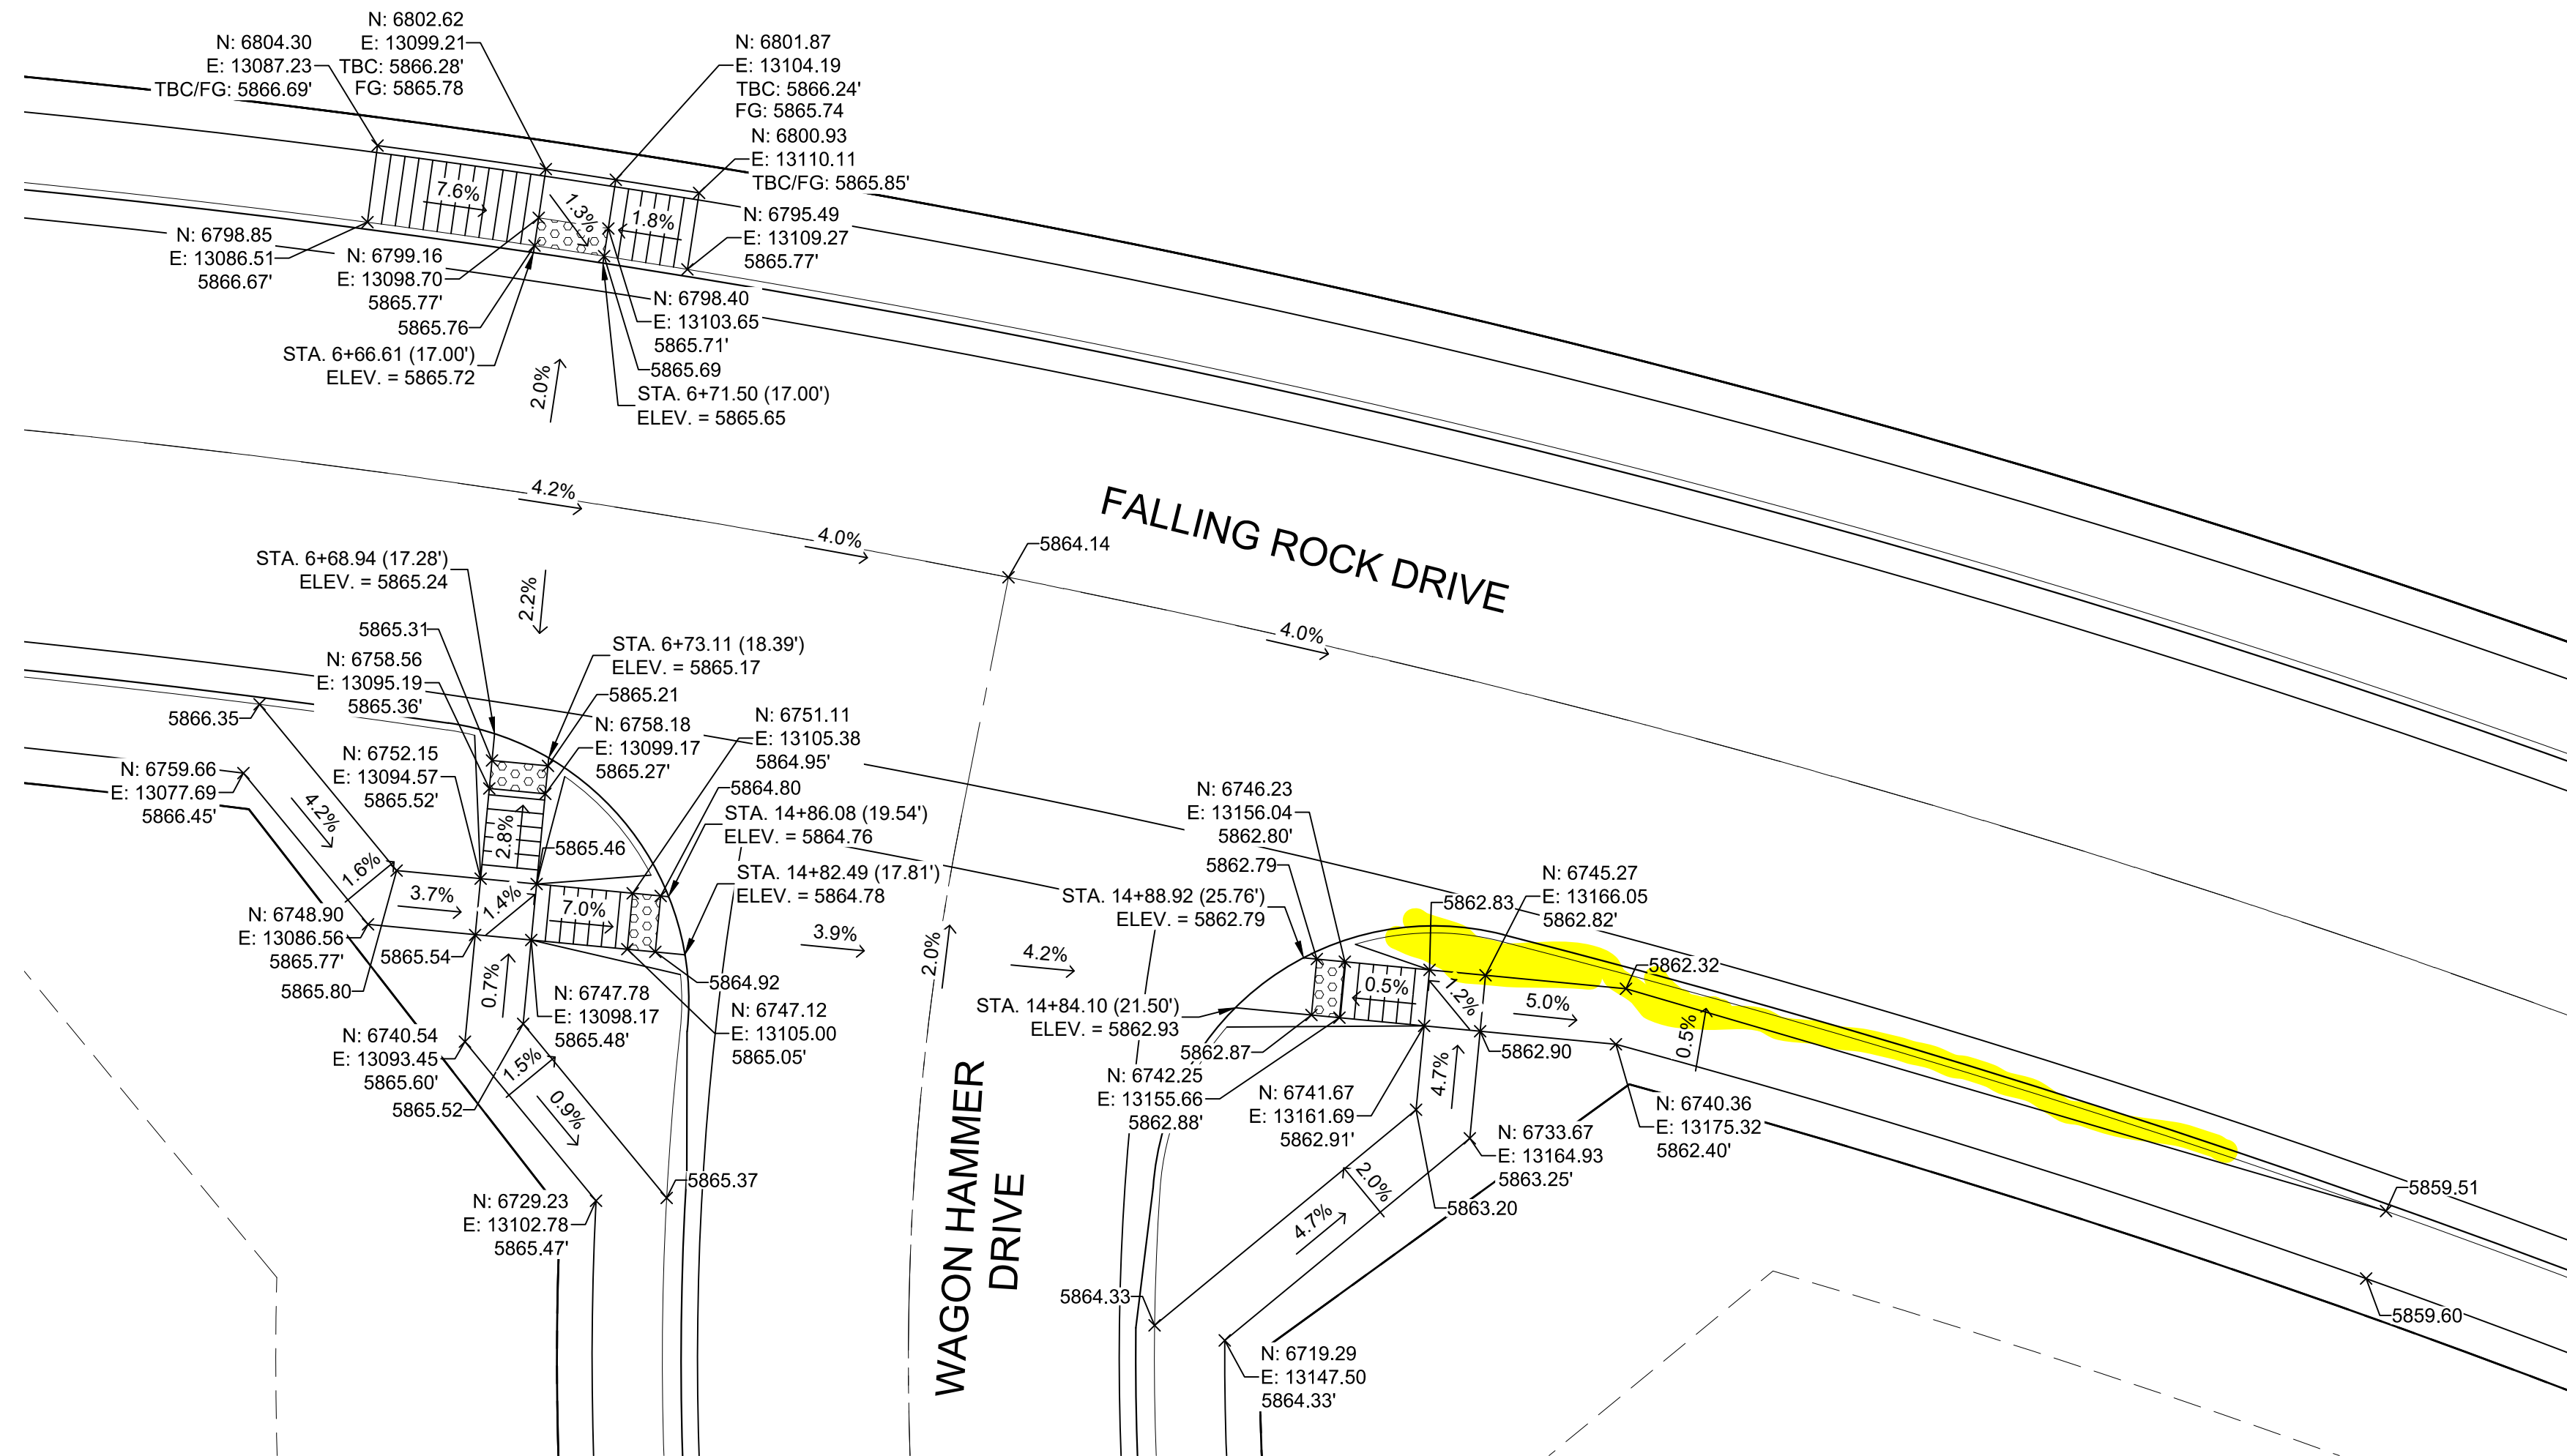 N: 6804.30
E: 13087.23
TBC/FG: 5866.69'
N: 6802.62
E: 13099.21
TBC: 5866.28'
FG: 5865.78
N: 6801.87
E: 13104.19
TBC: 5866.24'
FG: 5865.74
N: 6800.93
E: 13110.11
TBC/FG: 5865.85'
7.6%
1.3%
1.8%
N: 6795.49
E: 13109.27
5865.77'
N: 6798.85
E: 13086.51
5866.67'
N: 6799.16
E: 13098.70
5865.77'
5865.76
STA. 6+66.61 (17.00')
ELEV. = 5865.72
N: 6798.40
E: 13103.65
5865.71'
5865.69
STA. 6+71.50 (17.00')
ELEV. = 5865.65
2.0%
4.2%
4.0%
5864.14
FALLING ROCK DRIVE
4.0%
STA. 6+68.94 (17.28')
ELEV. = 5865.24
2.2%
5865.31
STA. 6+73.11 (18.39')
ELEV. = 5865.17
N: 6758.56
E: 13095.19
5865.36'
5865.21
5866.35
N: 6758.18
E: 13099.17
5865.27'
N: 6751.11
E: 13105.38
5864.95'
N: 6752.15
E: 13094.57
5865.52'
N: 6759.66
E: 13077.69
5866.45'
4.2%
5864.80
STA. 14+86.08 (19.54')
ELEV. = 5864.76
2.8%
5865.46
STA. 14+82.49 (17.81')
ELEV. = 5864.78
1.6%
3.7%
1.4%
7.0%
N: 6748.90
E: 13086.56
5865.77'
5865.54
5865.80
0.7%
5864.92
N: 6747.78
E: 13098.17
5865.48'
N: 6747.12
E: 13105.00
5865.05'
N: 6740.54
E: 13093.45
5865.60'
1.5%
5865.52
0.9%
5865.37
N: 6729.23
E: 13102.78
5865.47'
3.9%
2.0%
4.2%
WAGON HAMMER
DRIVE
N: 6746.23
E: 13156.04
5862.80'
5862.79
STA. 14+88.92 (25.76')
ELEV. = 5862.79
5862.83
N: 6745.27
E: 13166.05
5862.82'
5862.32
0.5%
1.2%
5.0%
STA. 14+84.10 (21.50')
ELEV. = 5862.93
5862.87
5862.90
0.5%
N: 6742.25
E: 13155.66
5862.88'
N: 6741.67
E: 13161.69
5862.91'
4.7%
N: 6740.36
E: 13175.32
5862.40'
N: 6733.67
E: 13164.93
5863.25'
2.0%
5863.20
4.7%
5864.33
N: 6719.29
E: 13147.50
5864.33'
5859.51
5859.60